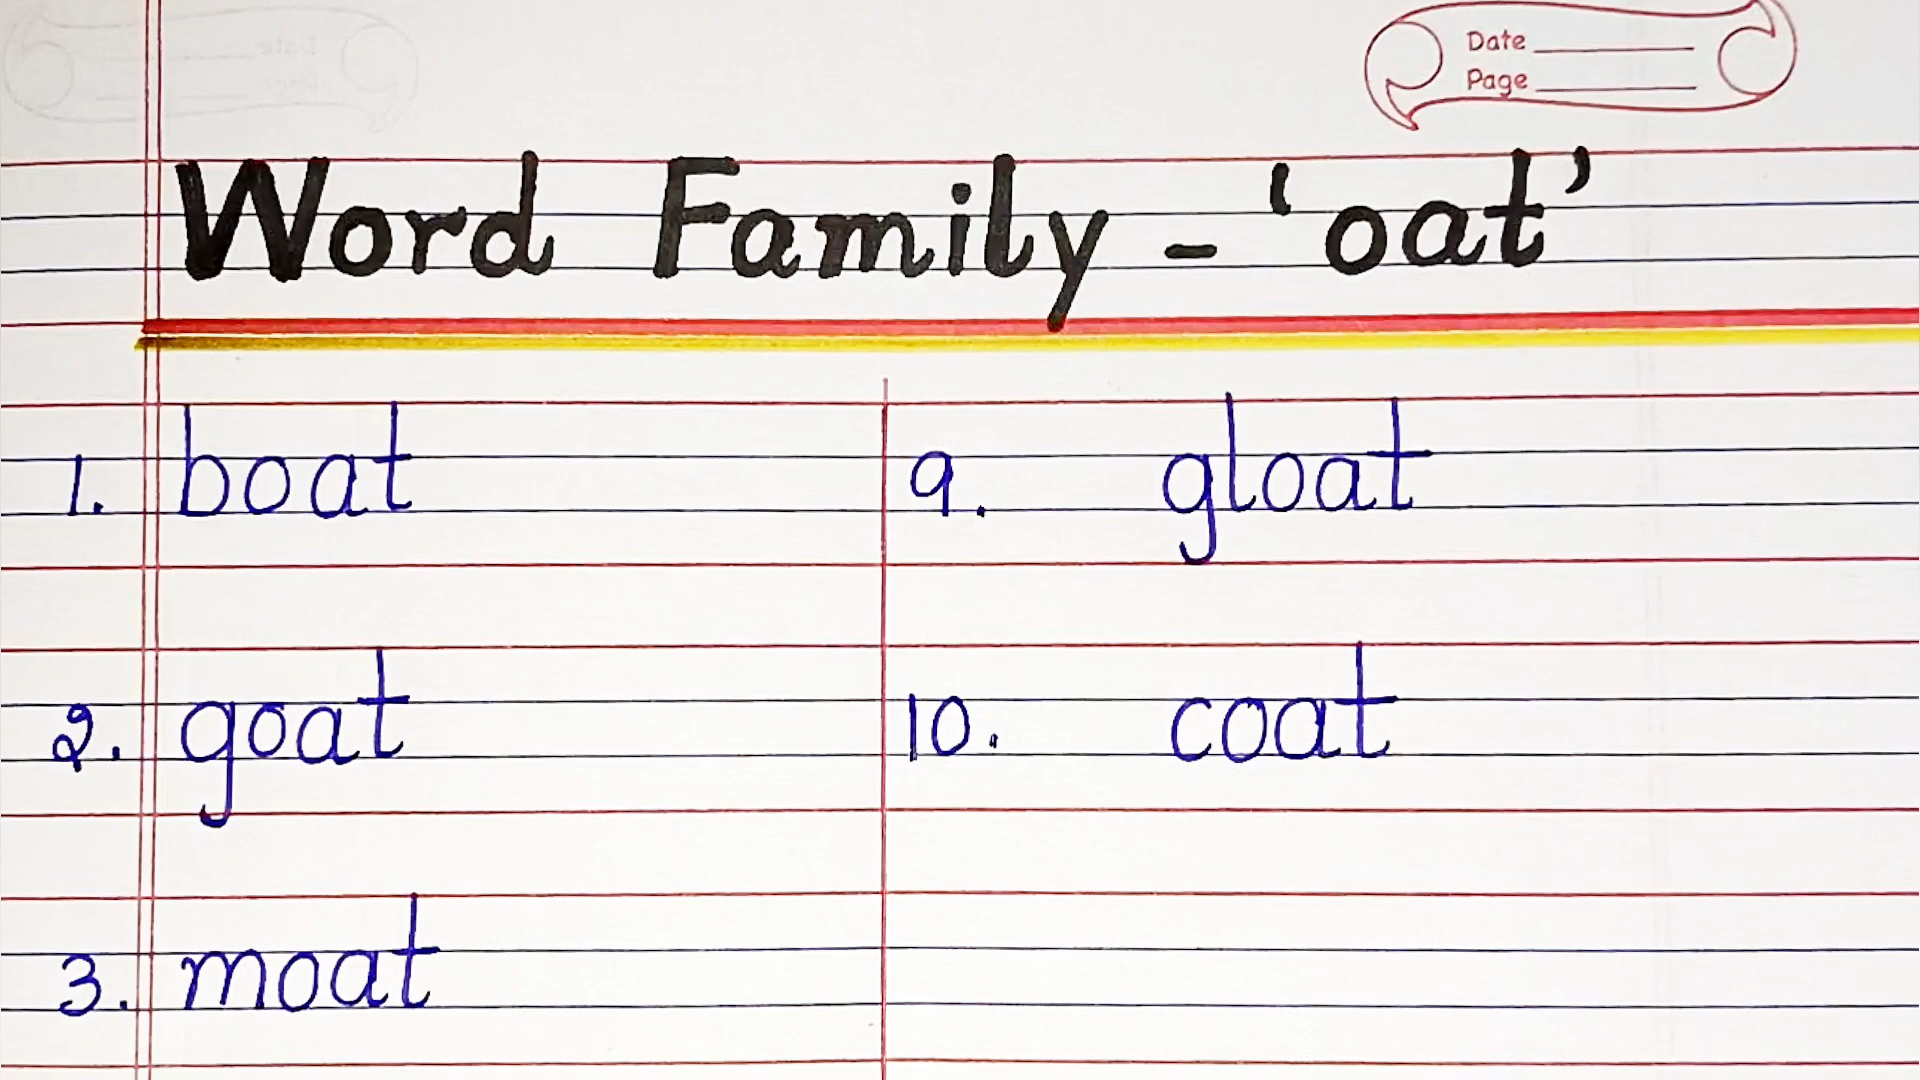 Date
Page
Word Family - 'oat'
1. boat
2. goat
3. moat
9. gloat
10. coat